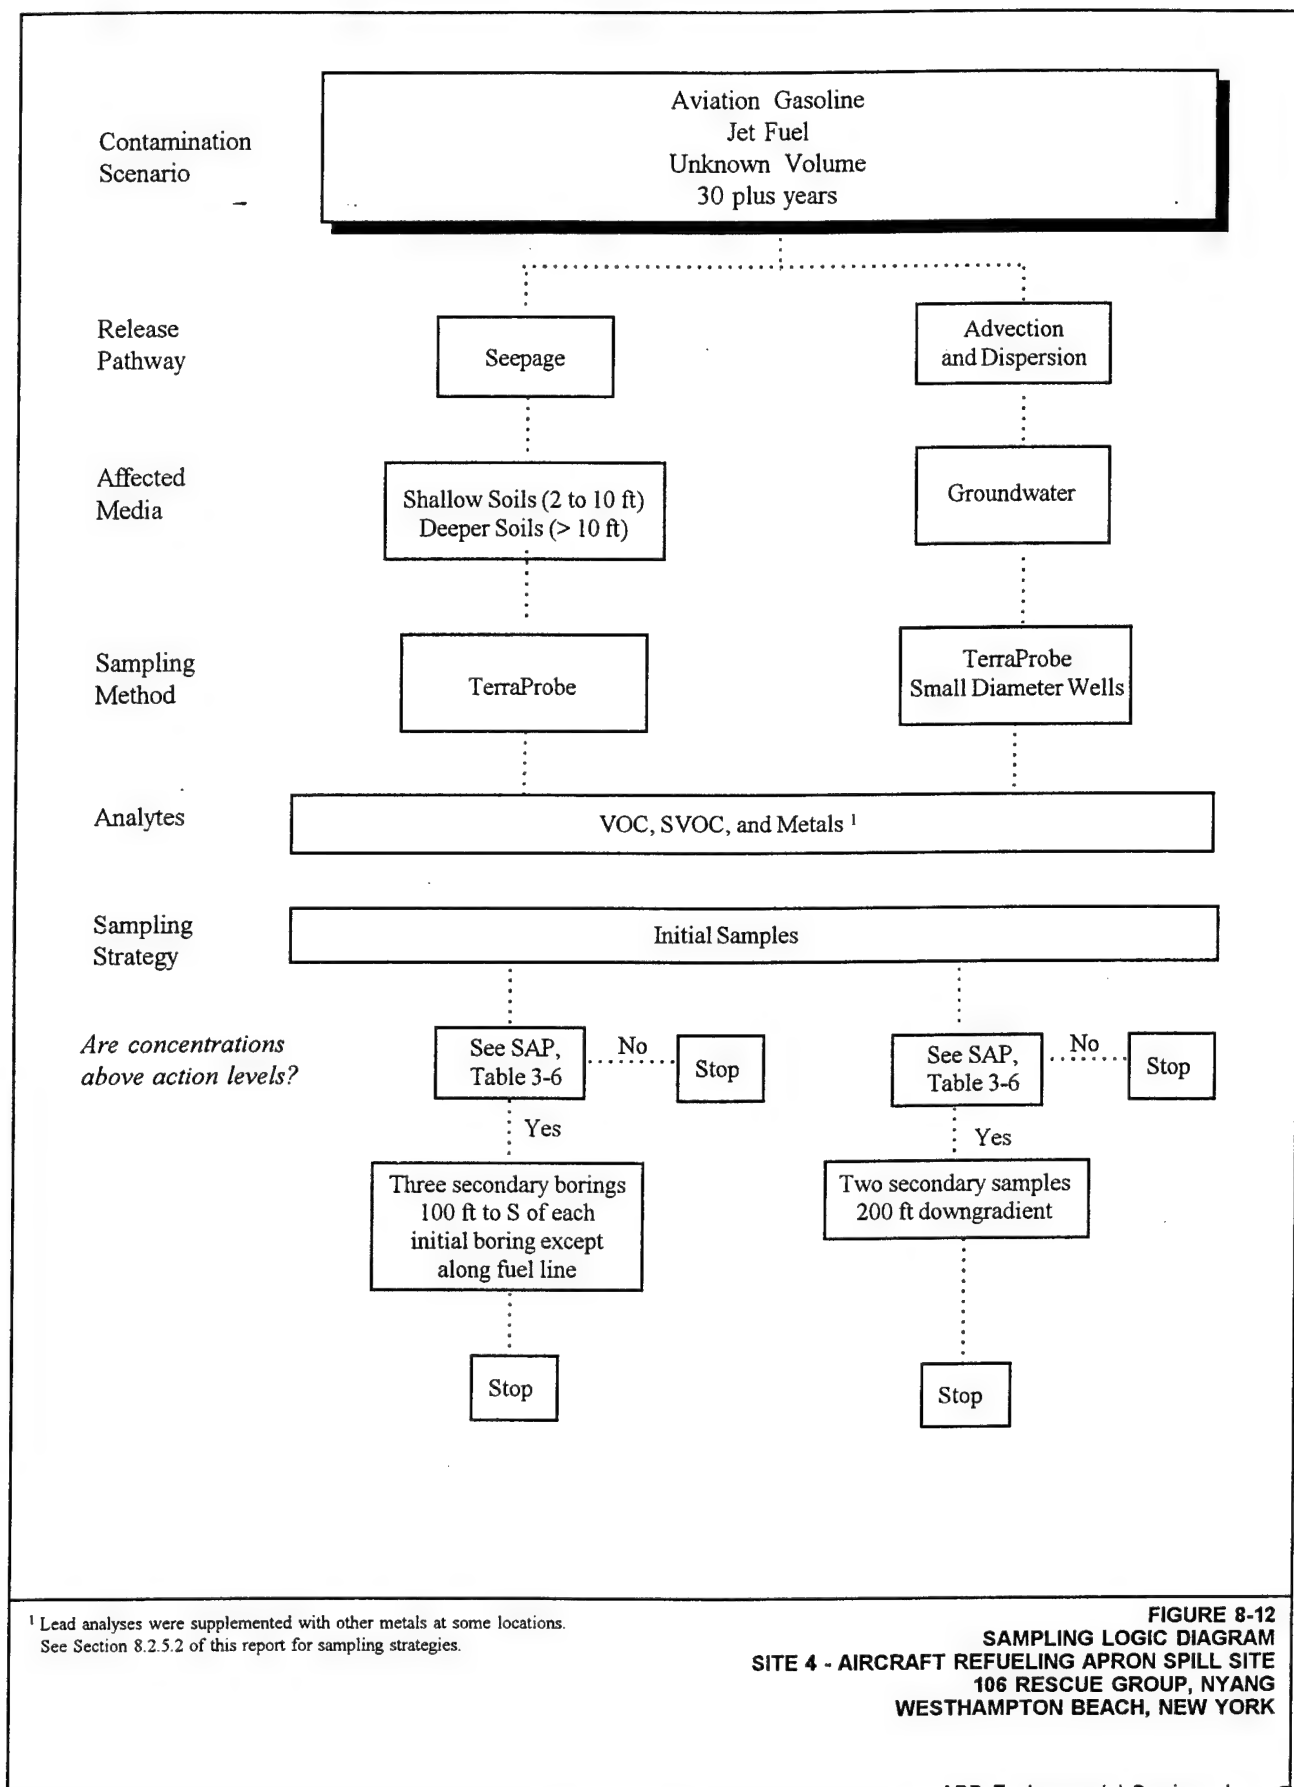 Contamination
Scenario
Aviation Gasoline
Jet Fuel
Unknown Volume
30 plus years
Release
Pathway
Seepage
Advection
and Dispersion
Affected
Media
Shallow Soils (2 to 10 ft)
Deeper Soils (> 10 ft)
Groundwater
Sampling
Method
TerraProbe
TerraProbe
Small Diameter Wells
Analytes
VOC, SVOC, and Metals 1
Sampling
Strategy
Initial Samples
Are concentrations
above action levels?
See SAP,
Table 3-6
No
Stop
See SAP,
Table 3-6
No
Stop
Yes
Yes
Three secondary borings
100 ft to S of each
initial boring except
along fuel line
Two secondary samples
200 ft downgradient
Stop
Stop
1 Lead analyses were supplemented with other metals at some locations.
See Section 8.2.5.2 of this report for sampling strategies.
FIGURE 8-12
SAMPLING LOGIC DIAGRAM
SITE 4 - AIRCRAFT REFUELING APRON SPILL SITE
106 RESCUE GROUP, NYANG
WESTHAMPTON BEACH, NEW YORK